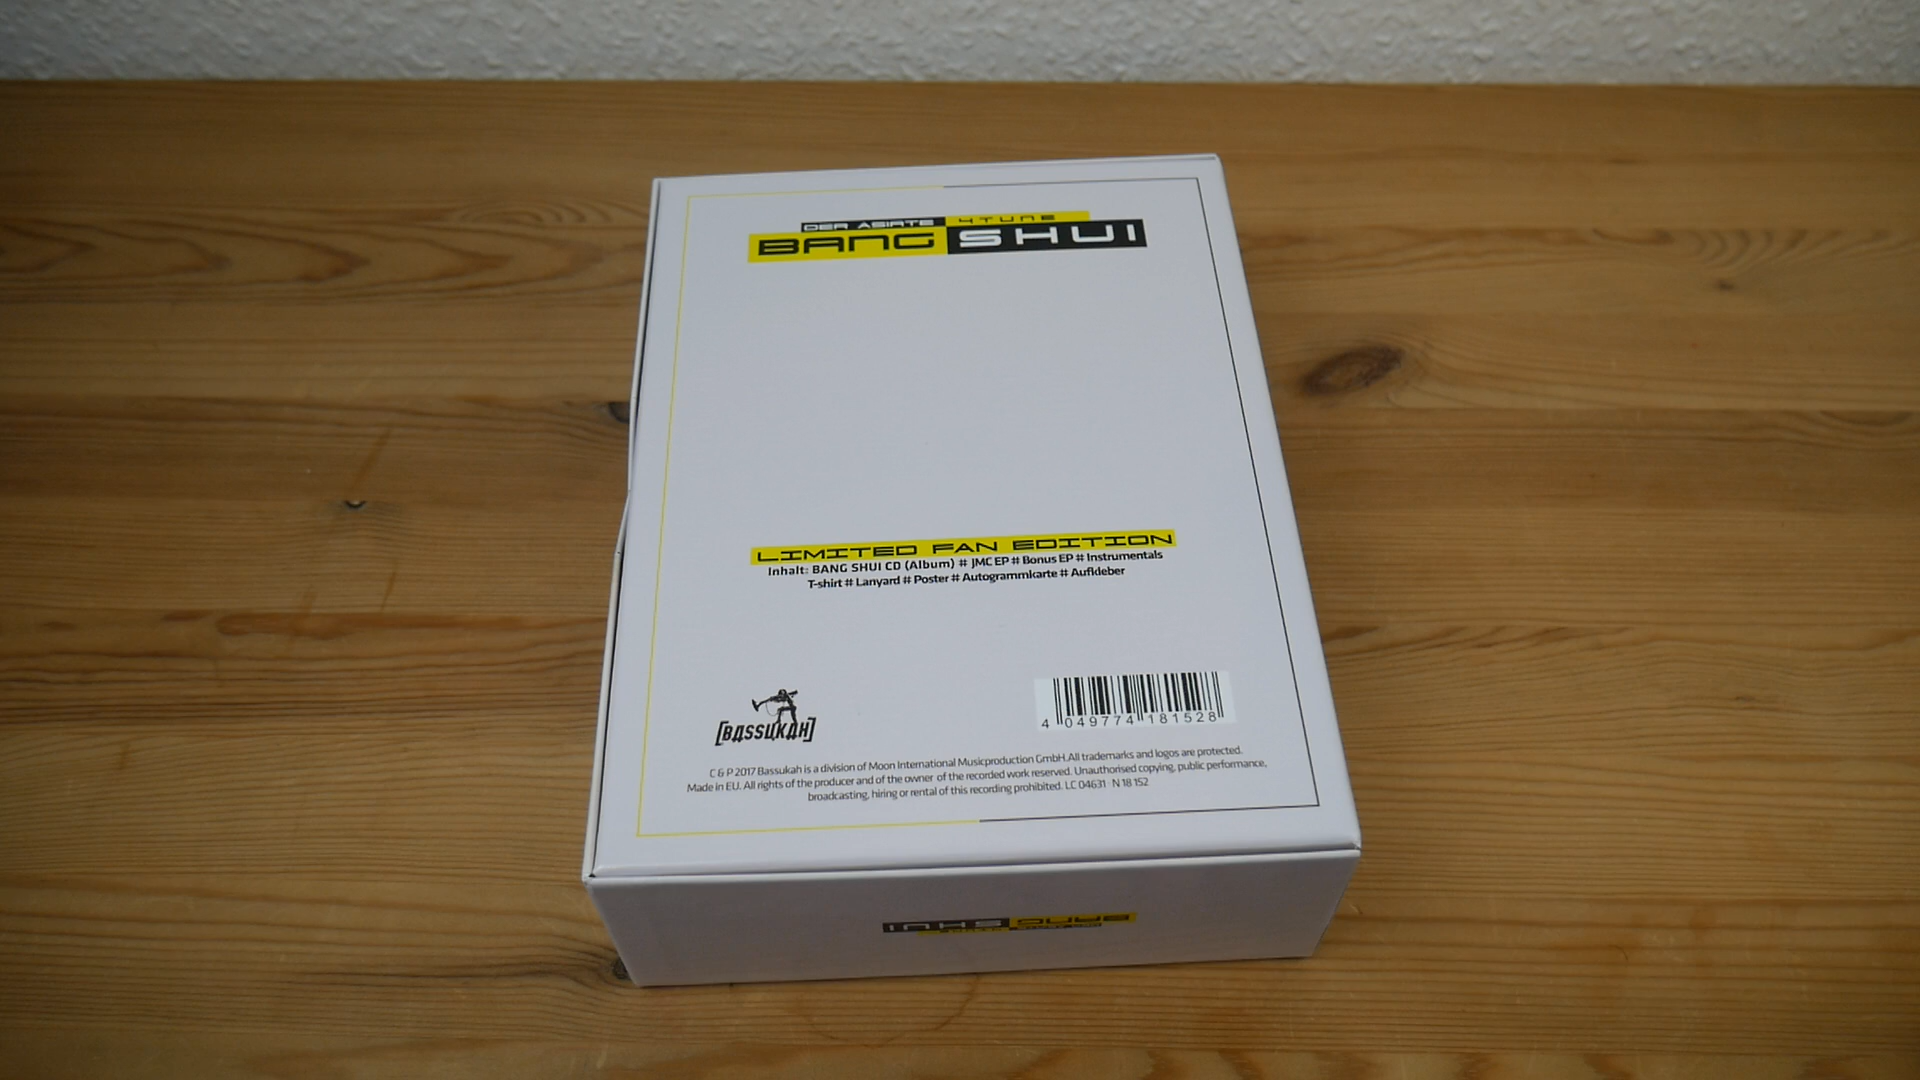 DER ASIATE 4TUNE
BANG SHUI
LIMITED FAN EDITION
Inhalt: BANG SHUI CD (Album) # JMC EP # Bonus EP # Instrumentals
T-shirt # Lanyard # Poster # Autogrammkarte # Aufkleber
[BASSUKAH]
4 049774 181528
C & P 2017 Bassukah is a division of Moon International Musicproduction GmbH.All trademarks and logos are protected.
Made in EU. All rights of the producer and of the owner of the recorded work reserved. Unauthorised copying, public performance,
broadcasting, hiring or rental of this recording prohibited. LC 04631 N 18 152
BANG SHUI